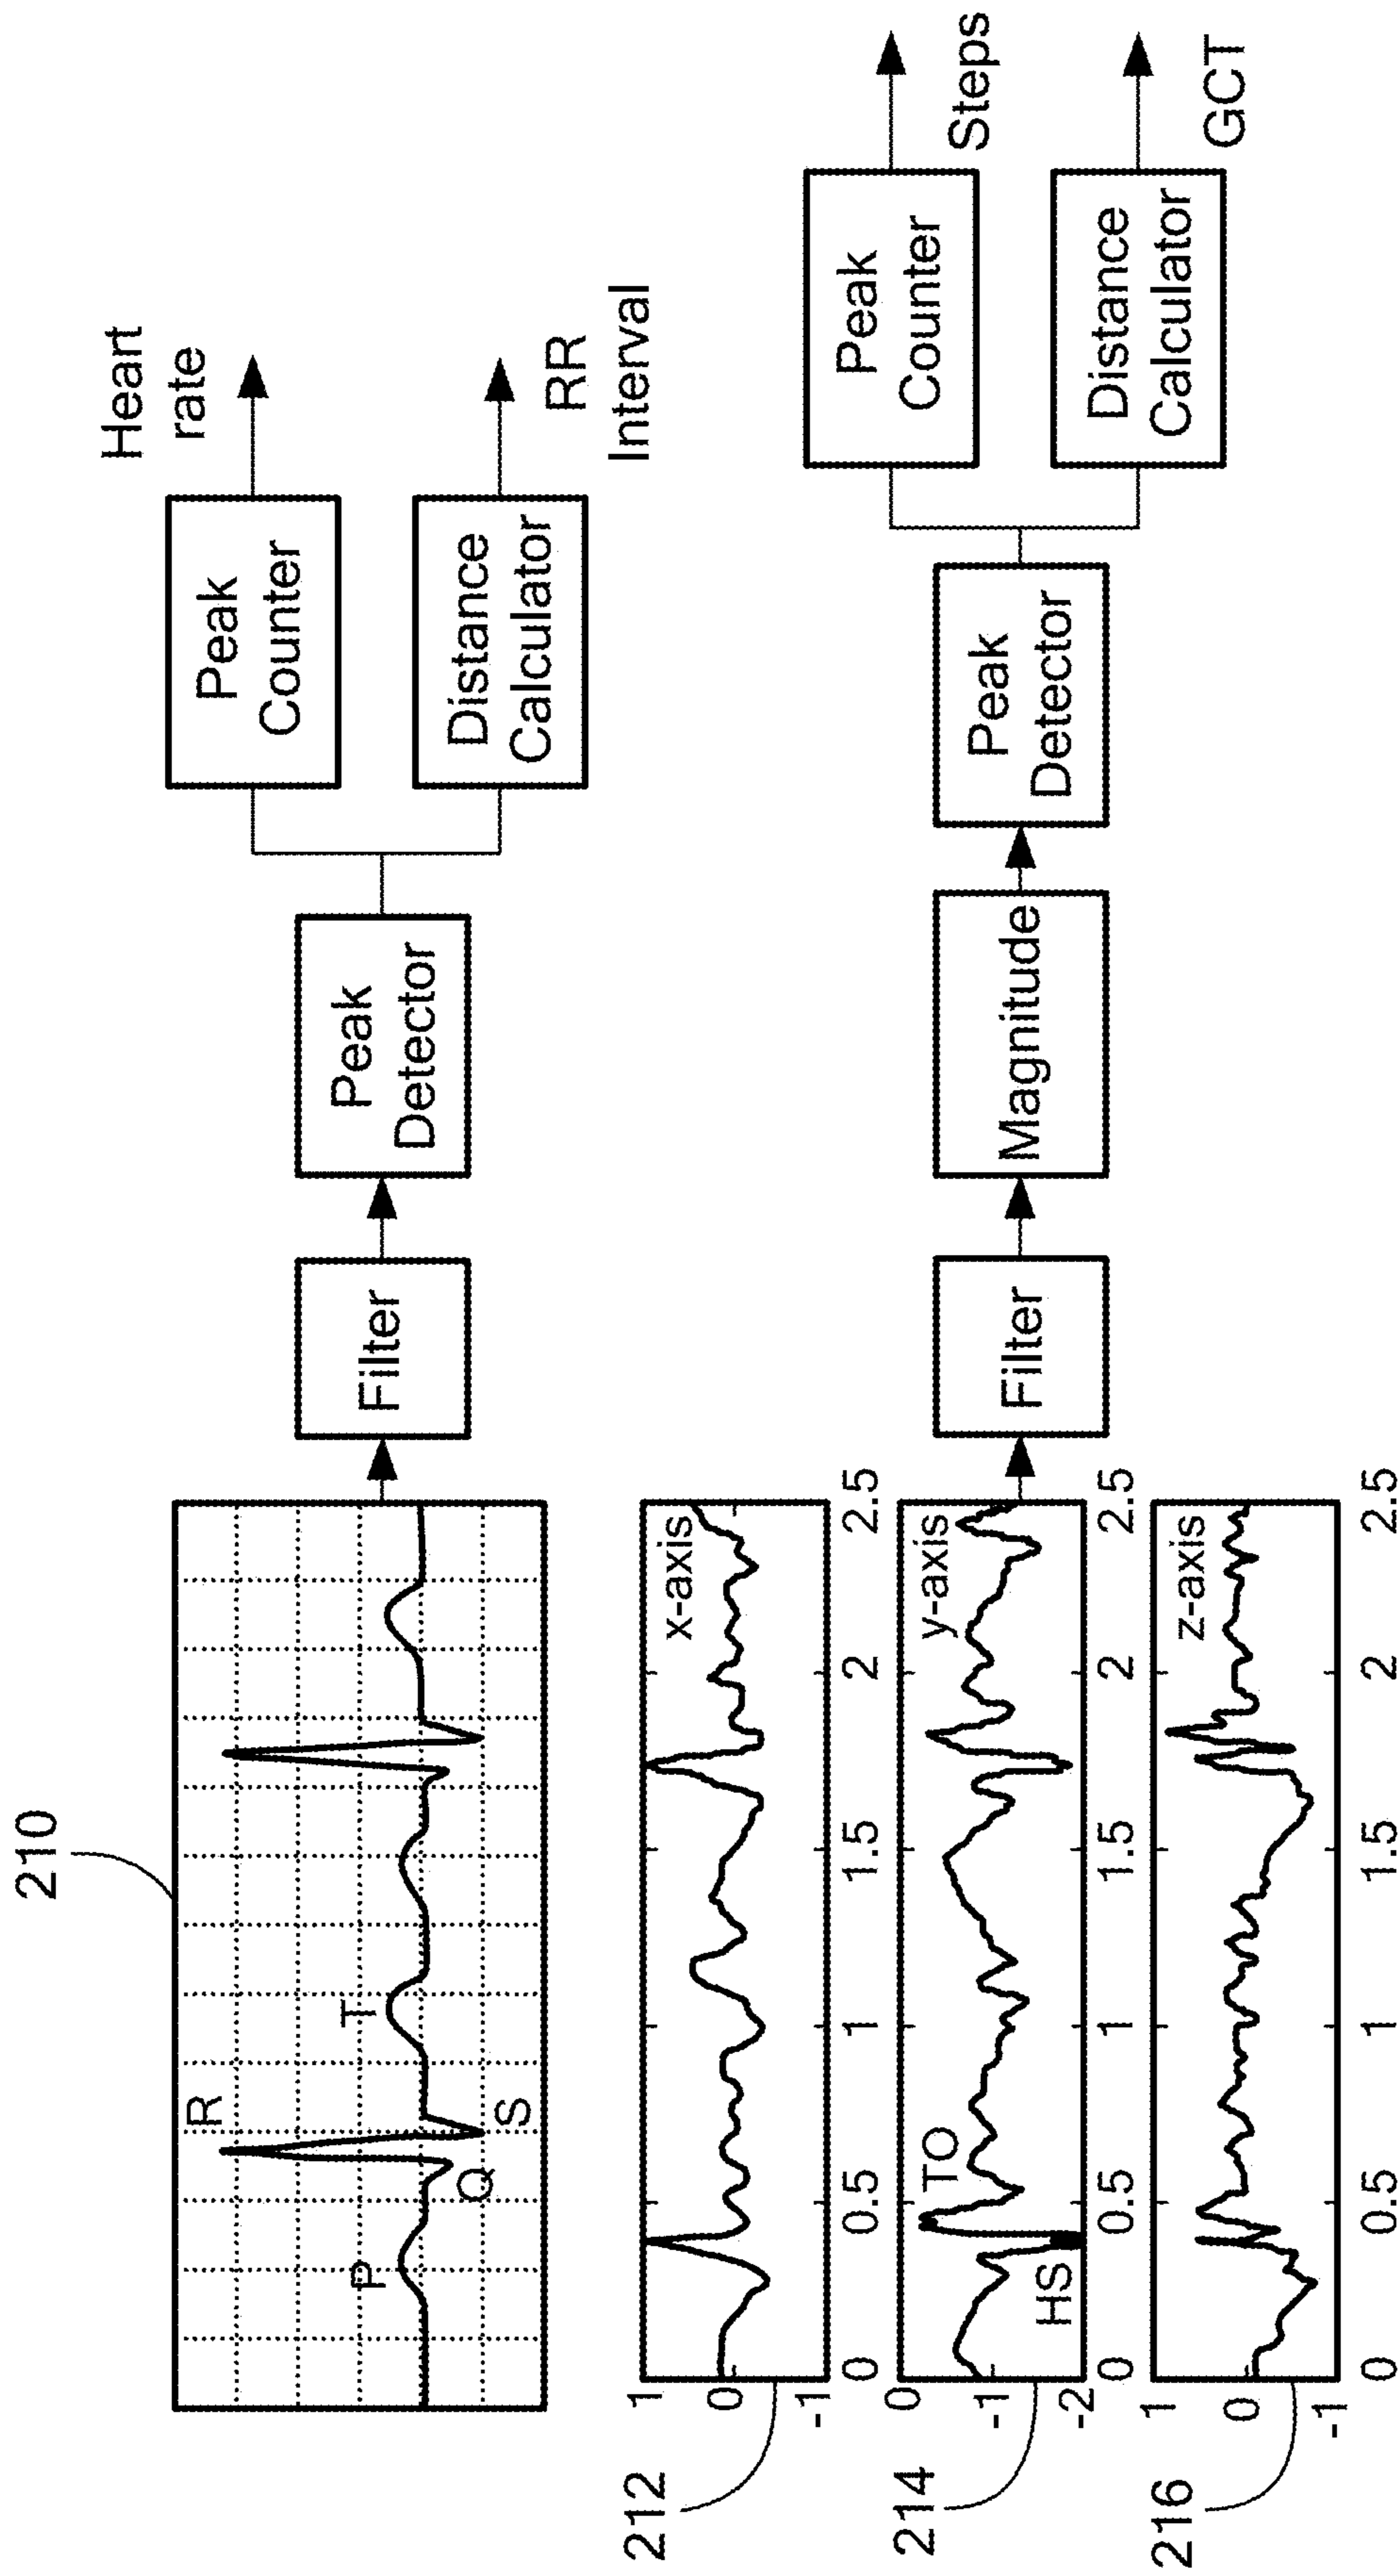 210
R
P
T
Q
S
Filter
Peak
Detector
Peak
Counter
Heart
rate
Distance
Calculator
RR
Interval
212
1
0
-1
x-axis
0
0.5
1
1.5
2
2.5
214
0
-1
-2
y-axis
TO
HS
0
0.5
1
1.5
2
2.5
216
1
0
-1
z-axis
0
0.5
1
1.5
2
2.5
Filter
Magnitude
Peak
Detector
Peak
Counter
Steps
Distance
Calculator
GCT